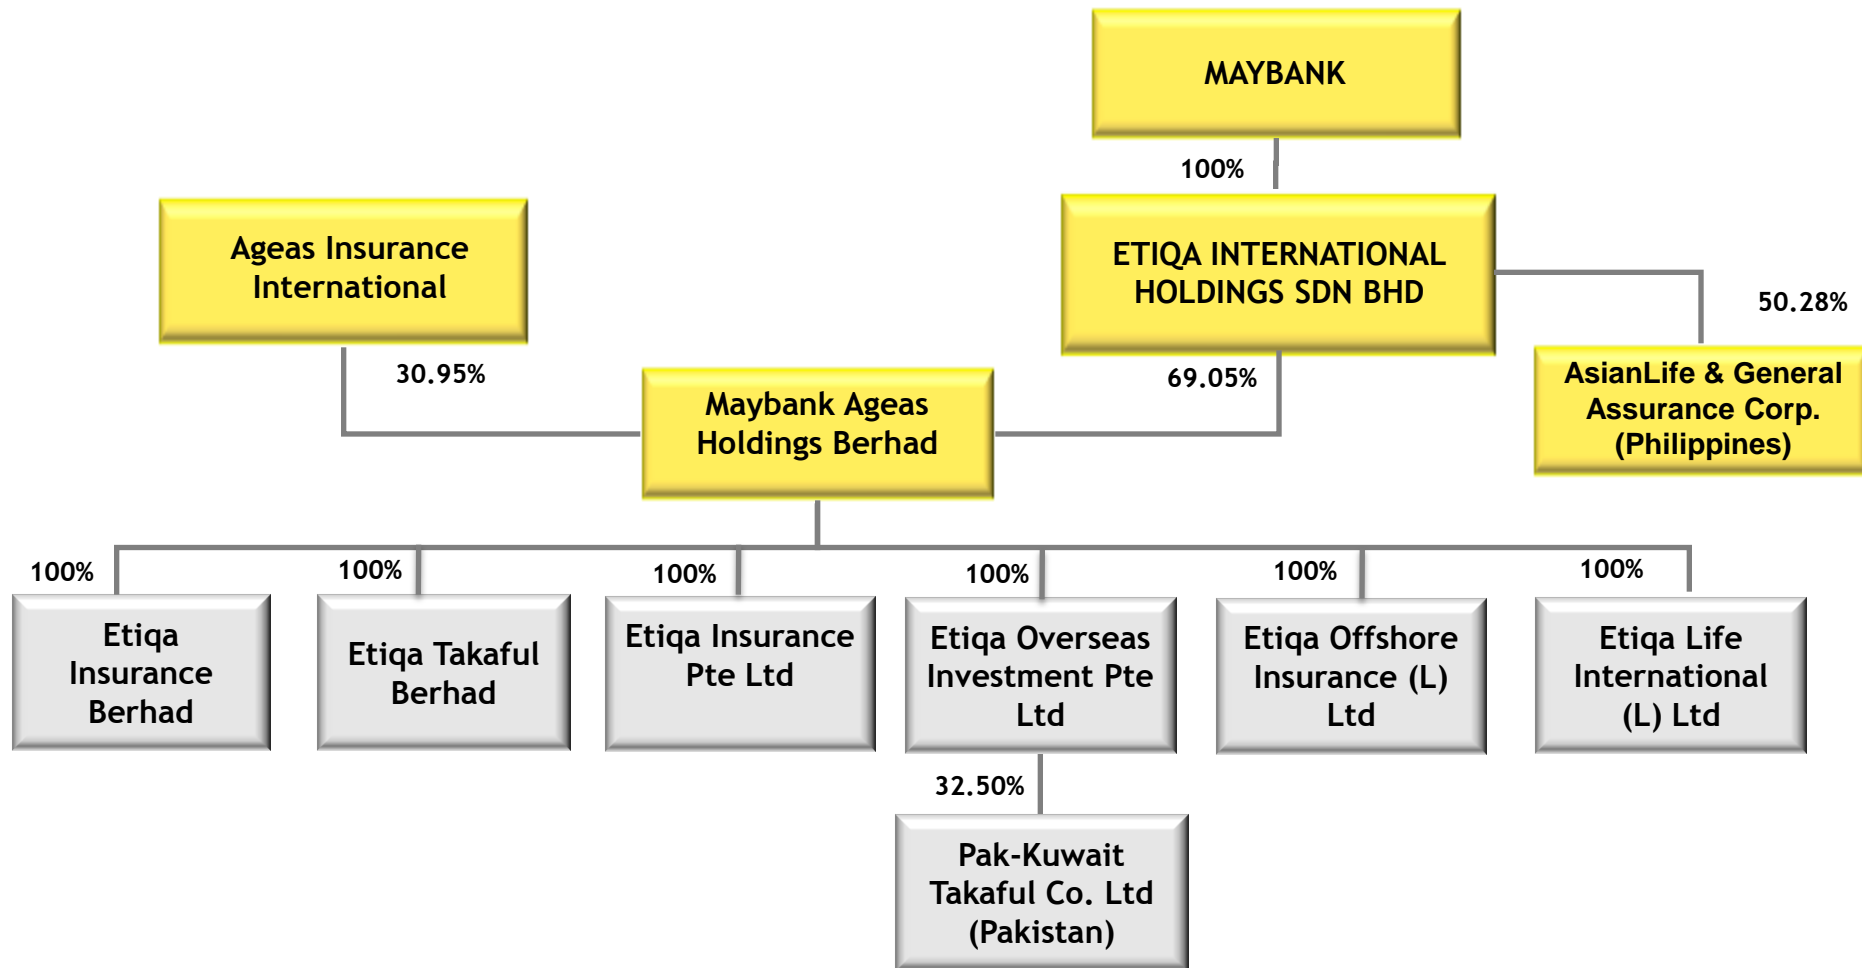 MAYBANK
100%
Ageas Insurance
International
ETIQA INTERNATIONAL
HOLDINGS SDN BHD
50.28%
30.95%
69.05%
AsianLife & General
Assurance Corp.
(Philippines)
Maybank Ageas
Holdings Berhad
100%
100%
100%
100%
100%
100%
Etiqa
Insurance
Berhad
Etiqa Takaful
Berhad
Etiqa Insurance
Pte Ltd
Etiqa Overseas
Investment Pte
Ltd
Etiqa Offshore
Insurance (L)
Ltd
Etiqa Life
International
(L) Ltd
32.50%
Pak-Kuwait
Takaful Co. Ltd
(Pakistan)